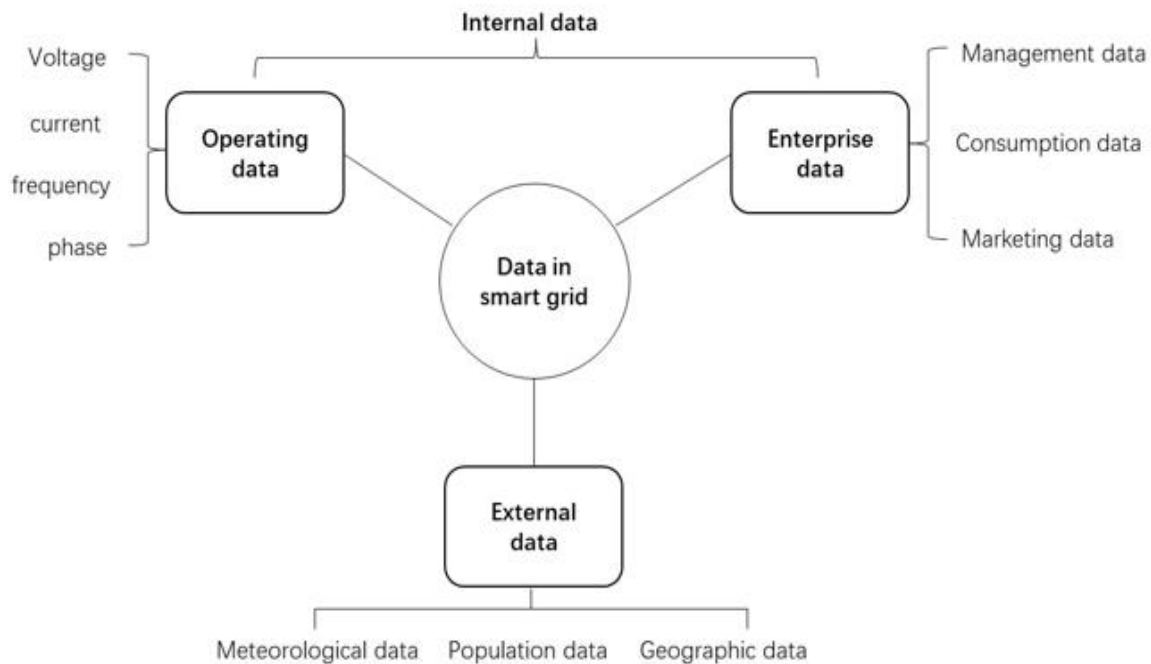 Internal data
Voltage
current
frequency
phase
Operating
data
Enterprise
data
Management data
Consumption data
Marketing data
Data in
smart grid
External
data
Meteorological data
Population data
Geographic data